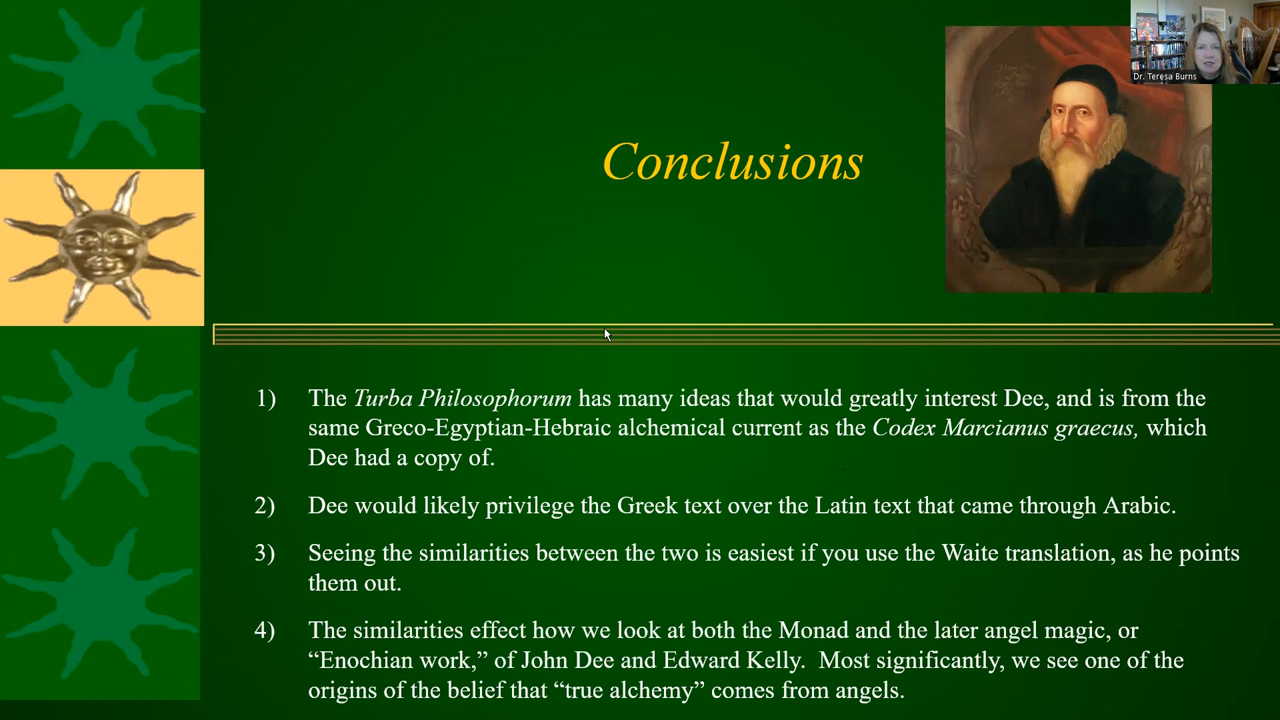 Dr. Teresa Burns
Conclusions
1) The Turba Philosophorum has many ideas that would greatly interest Dee, and is from the
same Greco-Egyptian-Hebraic alchemical current as the Codex Marcianus graecus, which
Dee had a copy of.
2) Dee would likely privilege the Greek text over the Latin text that came through Arabic.
3) Seeing the similarities between the two is easiest if you use the Waite translation, as he points
them out.
4) The similarities effect how we look at both the Monad and the later angel magic, or
“Enochian work,” of John Dee and Edward Kelly. Most significantly, we see one of the
origins of the belief that “true alchemy” comes from angels.